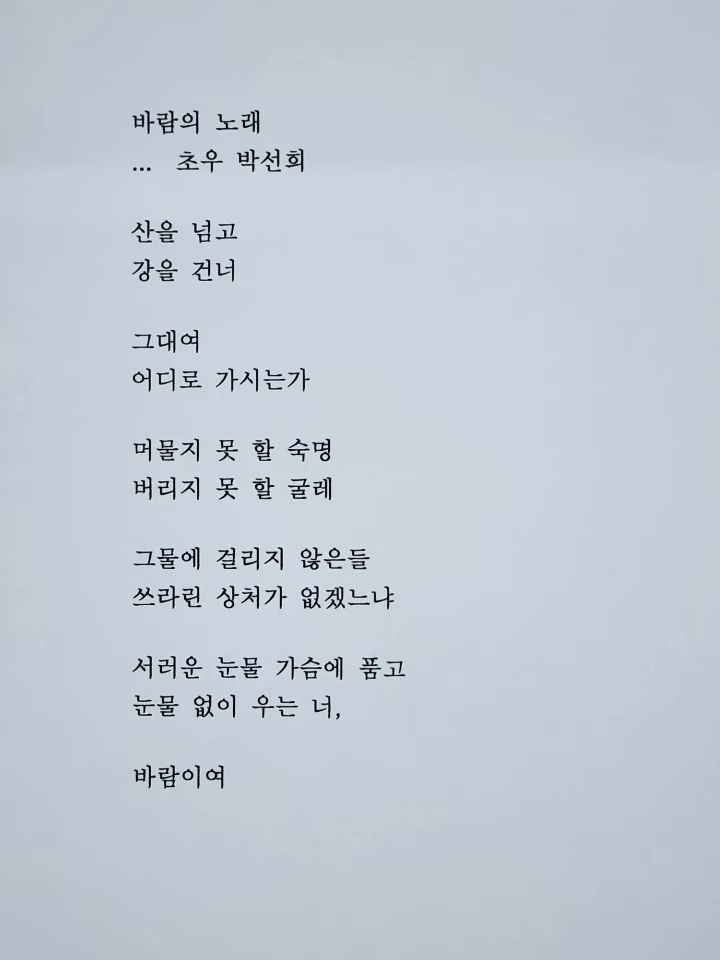 바람의 노래
... 초우 박선희
산을 넘고
강을 건너
그대여
어디로 가시는가
머물지 못 할 숙명
버리지 못 할 굴레
그물에 걸리지 않은들
쓰라린 상처가 없겠느냐
서러운 눈물 가슴에 품고
눈물 없이 우는 너,
바람이여